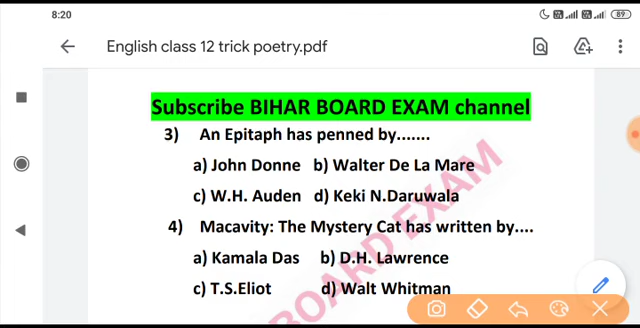 8:20
89
English class 12 trick poetry.pdf
Subscribe BIHAR BOARD EXAM channel
3) An Epitaph has penned by.......
a) John Donne b) Walter De La Mare
c) W.H. Auden d) Keki N.Daruwala
4) Macavity: The Mystery Cat has written by....
a) Kamala Das b) D.H. Lawrence
c) T.S.Eliot d) Walt Whitman
BOARD EXAM